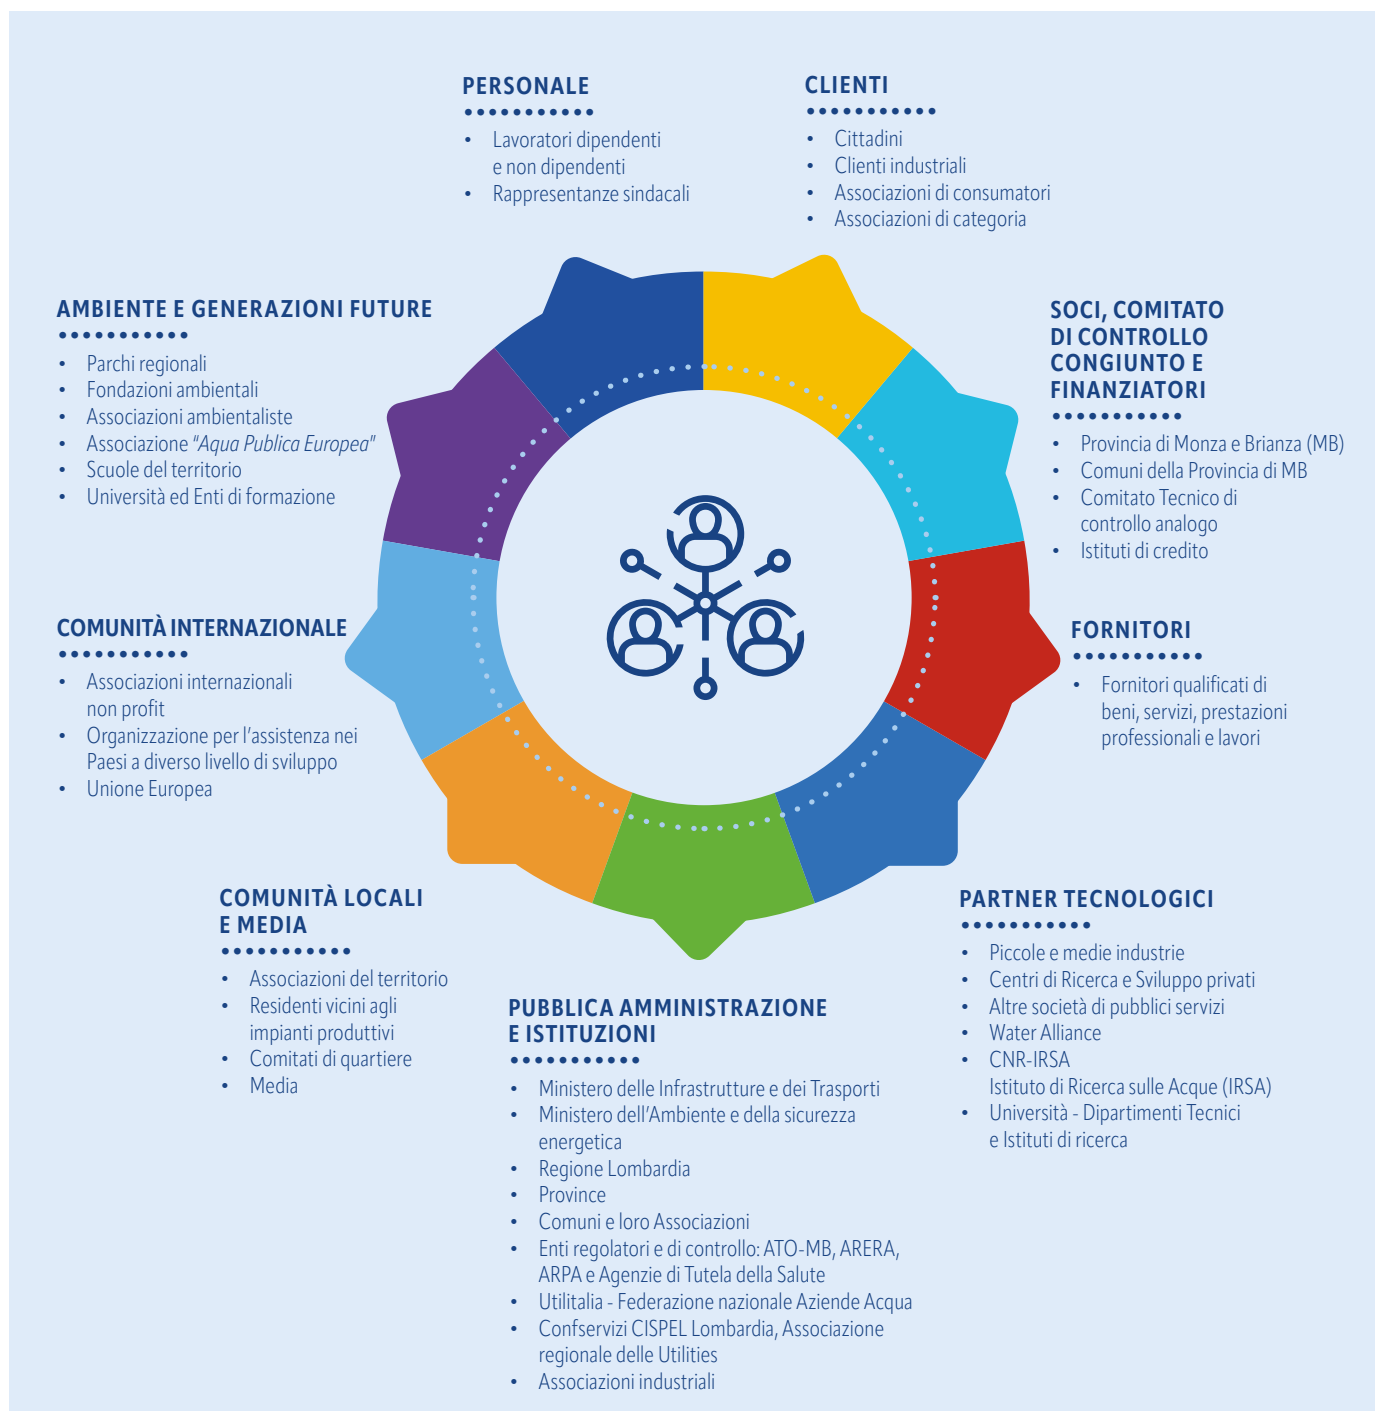 PERSONALE
• Lavoratori dipendenti
e non dipendenti
• Rappresentanze sindacali
CLIENTI
• Cittadini
• Clienti industriali
• Associazioni di consumatori
• Associazioni di categoria
AMBIENTE E GENERAZIONI FUTURE
• Parchi regionali
• Fondazioni ambientali
• Associazioni ambientaliste
• Associazione "Aqua Publica Europea"
• Scuole del territorio
• Università ed Enti di formazione
SOCI, COMITATO
DI CONTROLLO
CONGIUNTO E
FINANZIATORI
• Provincia di Monza e Brianza (MB)
• Comuni della Provincia di MB
• Comitato Tecnico di
controllo analogo
• Istituti di credito
COMUNITÀ INTERNAZIONALE
• Associazioni internazionali
non profit
• Organizzazione per l'assistenza nei
Paesi a diverso livello di sviluppo
• Unione Europea
FORNITORI
• Fornitori qualificati di
beni, servizi, prestazioni
professionali e lavori
COMUNITÀ LOCALI
E MEDIA
• Associazioni del territorio
• Residenti vicini agli
impianti produttivi
• Comitati di quartiere
• Media
PARTNER TECNOLOGICI
• Piccole e medie industrie
• Centri di Ricerca e Sviluppo privati
• Altre società di pubblici servizi
• Water Alliance
• CNR-IRSA
Istituto di Ricerca sulle Acque (IRSA)
• Università - Dipartimenti Tecnici
e Istituti di ricerca
PUBBLICA AMMINISTRAZIONE
E ISTITUZIONI
• Ministero delle Infrastrutture e dei Trasporti
• Ministero dell'Ambiente e della sicurezza
energetica
• Regione Lombardia
• Province
• Comuni e loro Associazioni
• Enti regolatori e di controllo: ATO-MB, ARERA,
ARPA e Agenzie di Tutela della Salute
• Utilitalia - Federazione nazionale Aziende Acqua
• Confservizi CISPEL Lombardia, Associazione
regionale delle Utilities
• Associazioni industriali